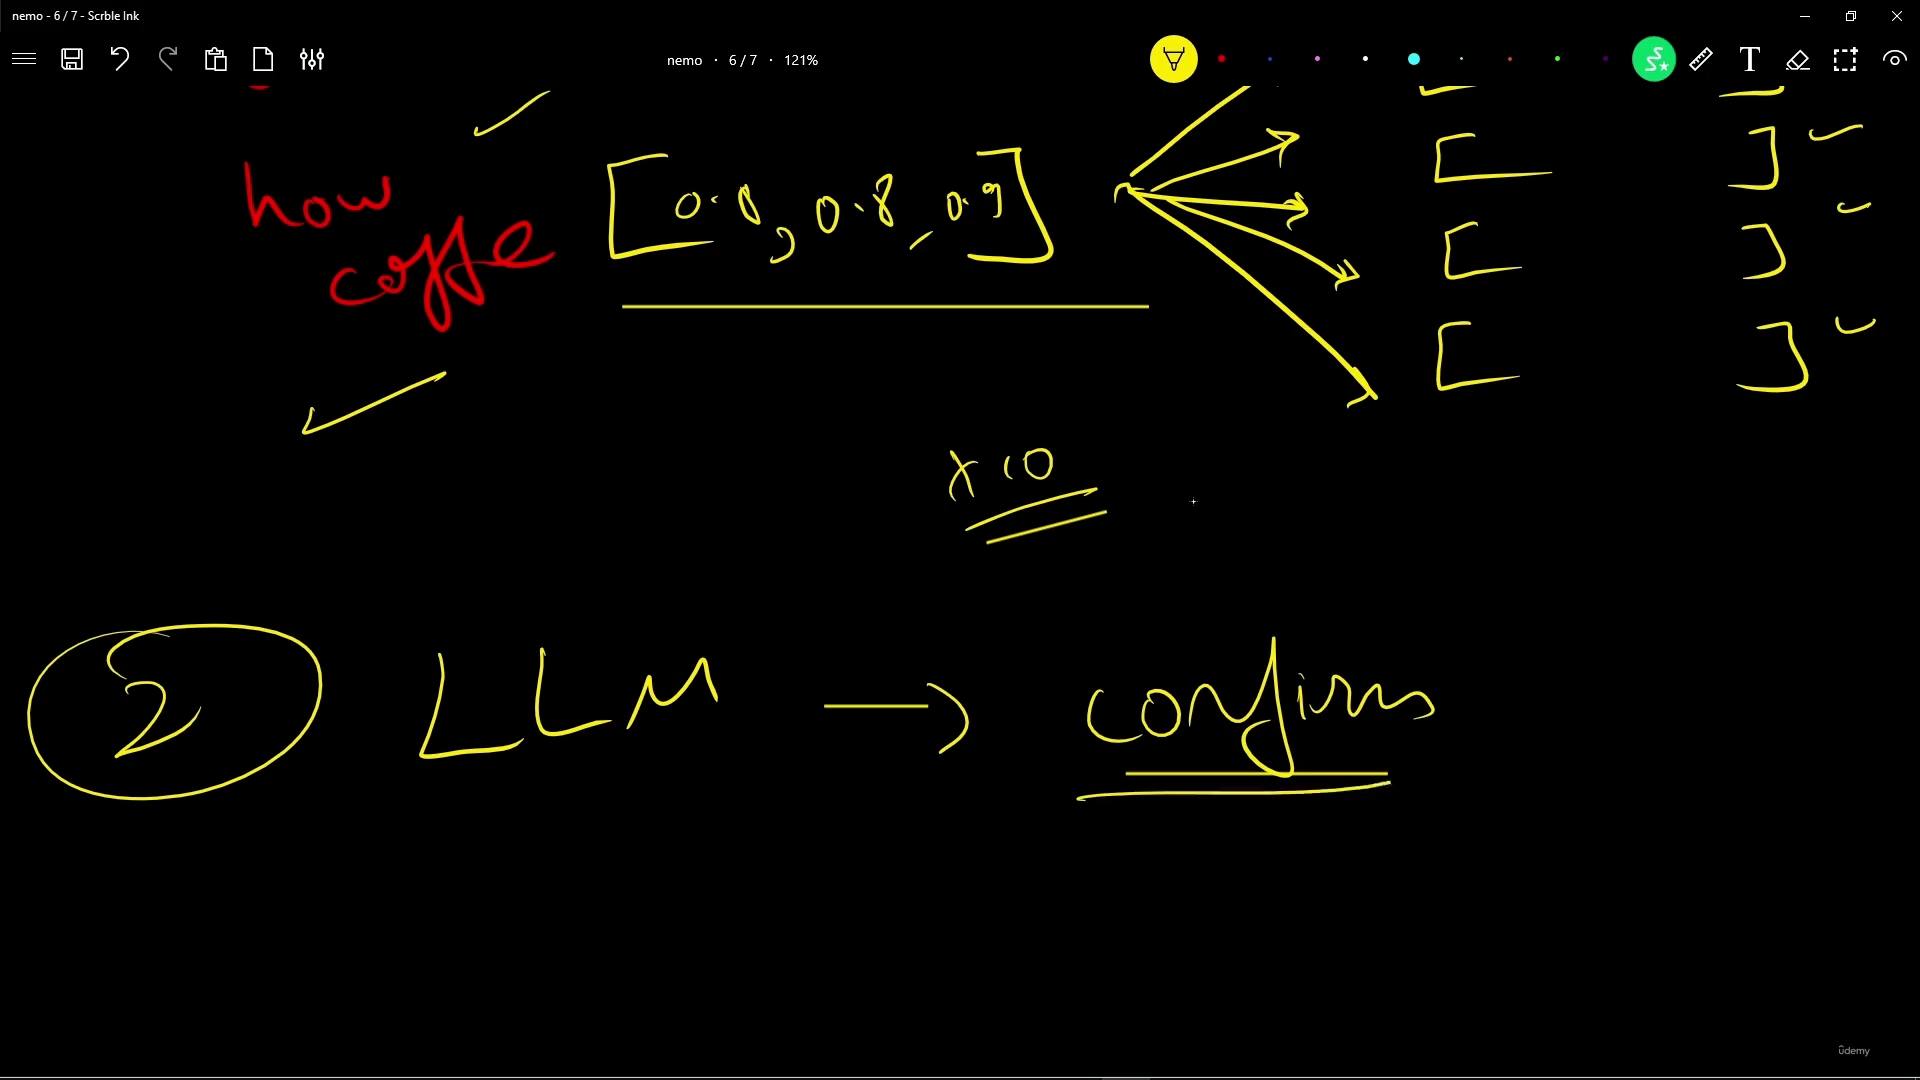 nemo - 6 / 7 - Scrble Ink
nemo · 6 / 7 · 121%
how
coffe
[0.8, 0.8, 0.9]
[ ]
[ ]
[ ]
2 LLM → confirm
udemy